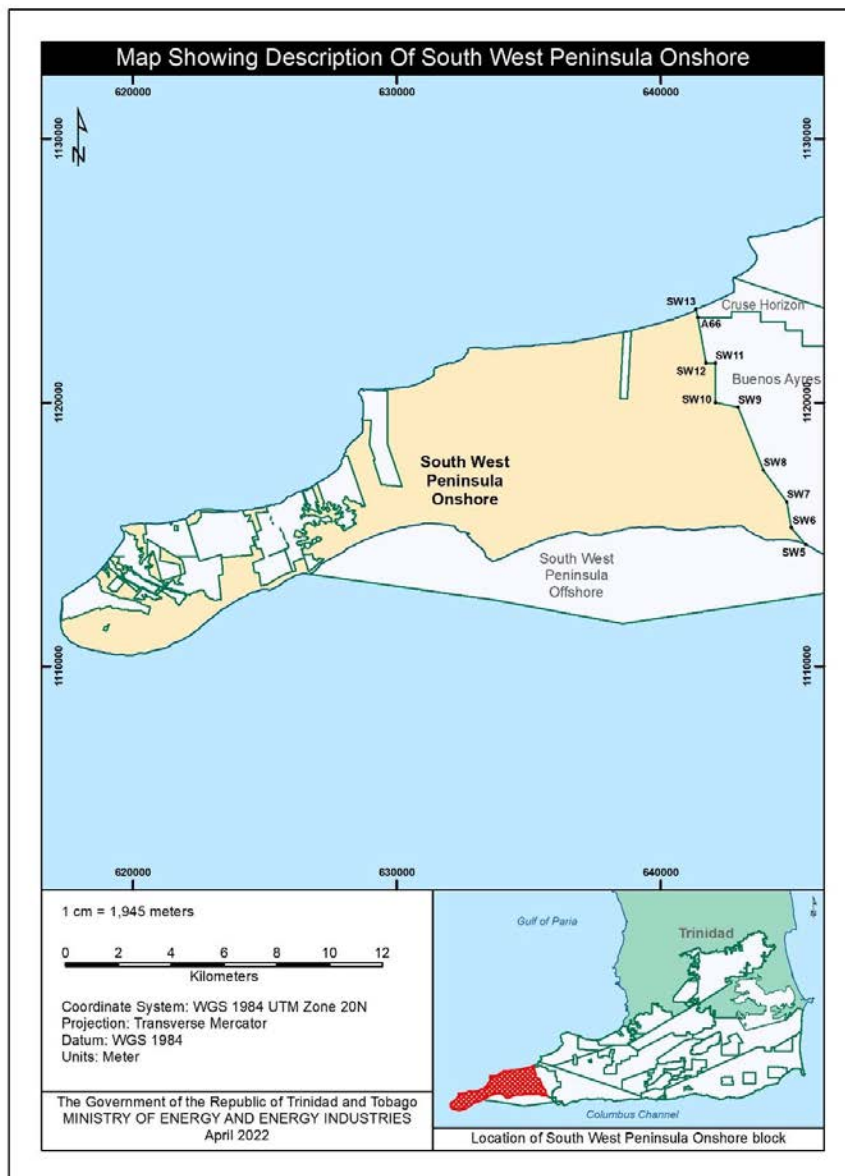 Map Showing Description Of South West Peninsula Onshore
620000
630000
640000
1130000
1130000
N
SW13
Cruse Horizon
A66
SW11
SW12
Buenos Ayres
1120000
1120000
SW10
SW9
South West
Peninsula
Onshore
SW8
SW7
SW6
SW5
South West
Peninsula
Offshore
1110000
1110000
620000
630000
640000
1 cm = 1,945 meters
0 2 4 6 8 10 12
Kilometers
Coordinate System: WGS 1984 UTM Zone 20N
Projection: Transverse Mercator
Datum: WGS 1984
Units: Meter
The Government of the Republic of Trinidad and Tobago
MINISTRY OF ENERGY AND ENERGY INDUSTRIES
April 2022
Gulf of Paria
Trinidad
Columbus Channel
Location of South West Peninsula Onshore block